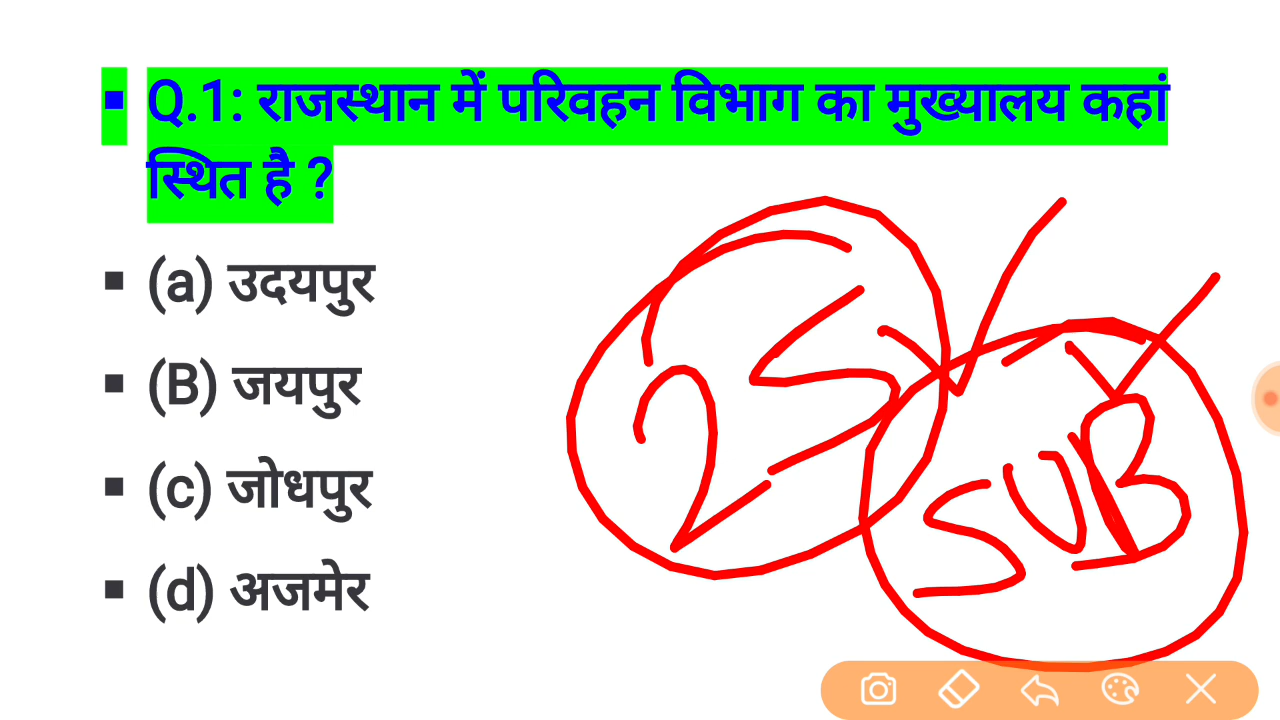 Q.1: राजस्थान में परिवहन विभाग का मुख्यालय कहां
स्थित है ?
(a) उदयपुर
(B) जयपुर
(c) जोधपुर
(d) अजमेर
25
SUB